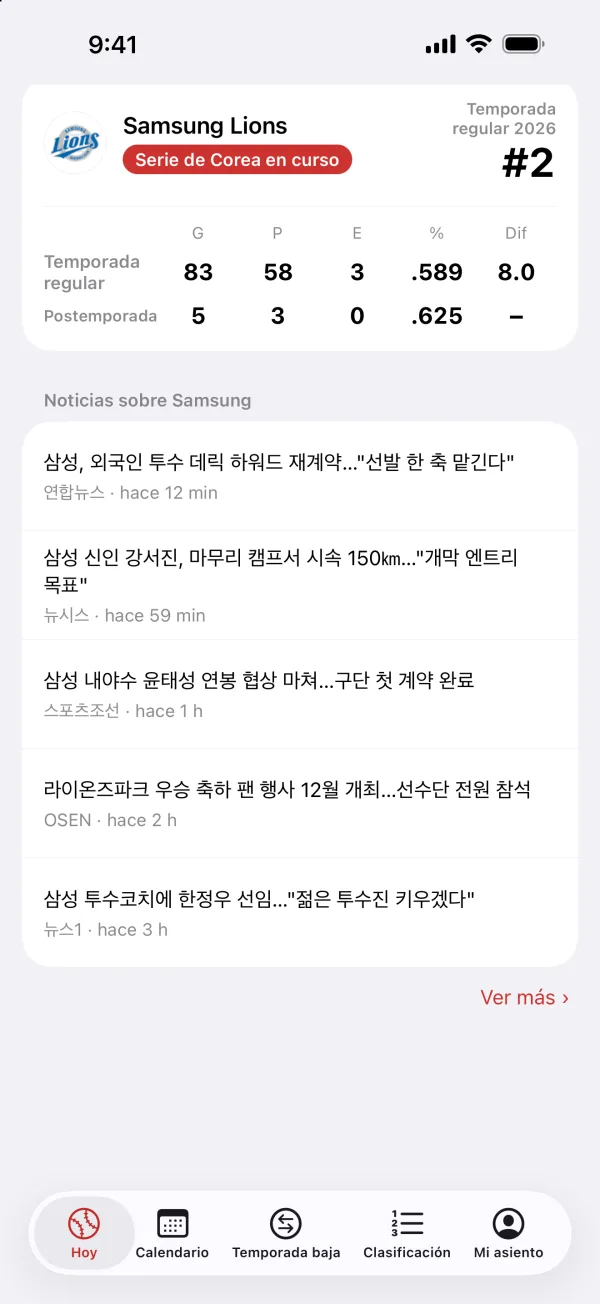 9:41
Lions
Samsung Lions
Serie de Corea en curso
Temporada
regular 2026
#2
G P E % Dif
Temporada
regular
83 58 3 .589 8.0
Postemporada 5 3 0 .625 –
Noticias sobre Samsung
삼성, 외국인 투수 데릭 하워드 재계약…"선발 한 축 맡긴다"
연합뉴스 · hace 12 min
삼성 신인 강서진, 마무리 캠프서 시속 150㎞…"개막 엔트리
목표"
뉴시스 · hace 59 min
삼성 내야수 윤태성 연봉 협상 마쳐…구단 첫 계약 완료
스포츠조선 · hace 1 h
라이온즈파크 우승 축하 팬 행사 12월 개최…선수단 전원 참석
OSEN · hace 2 h
삼성 투수코치에 한정우 선임…"젊은 투수진 키우겠다"
뉴스1 · hace 3 h
Ver más ›
Hoy Calendario Temporada baja Clasificación Mi asiento